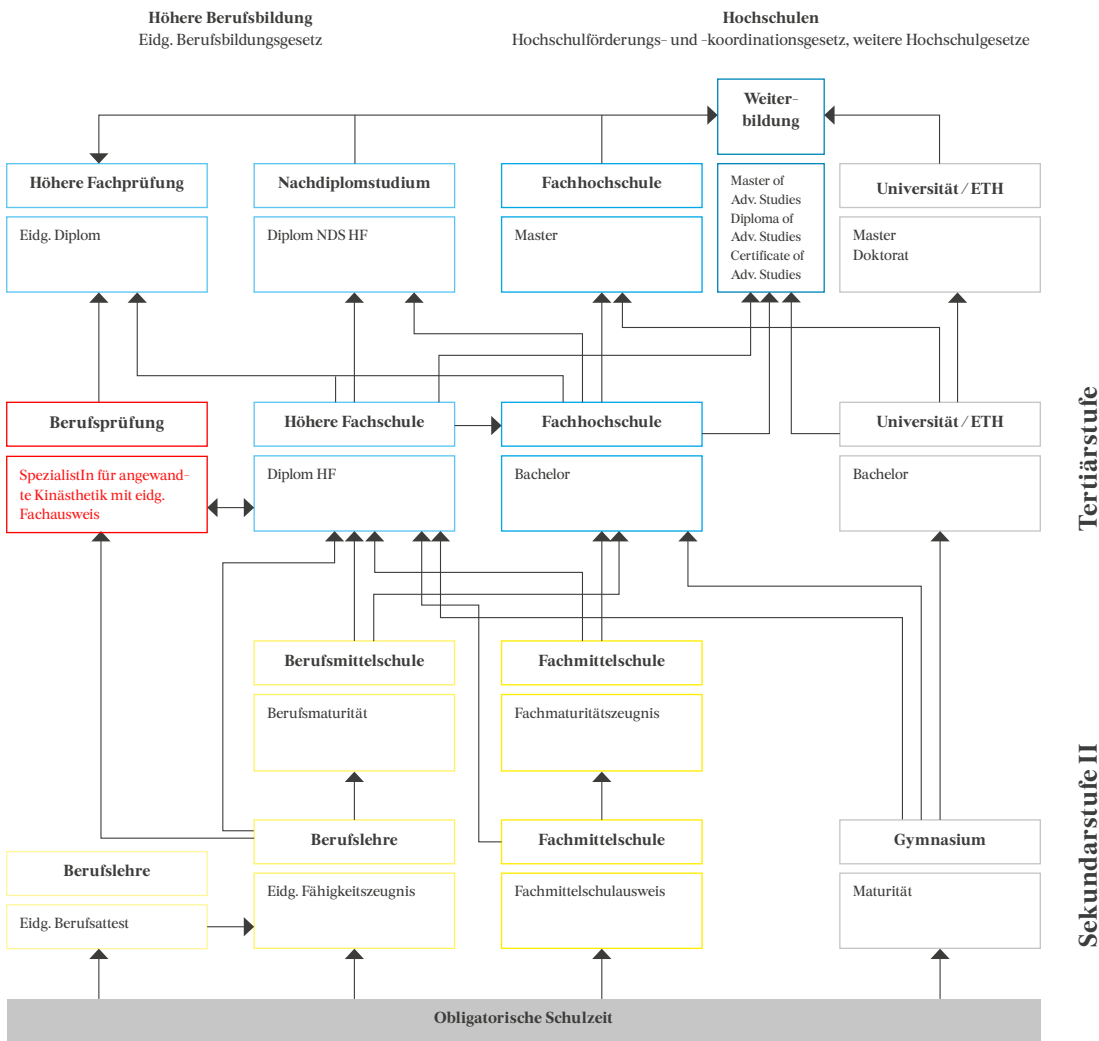 Höhere Berufsbildung
Eidg. Berufsbildungsgesetz
Hochschulen
Hochschulförderungs- und -koordinationsgesetz, weitere Hochschulgesetze
Weiter-
bildung
Höhere Fachprüfung
Eidg. Diplom
Nachdiplomstudium
Diplom NDS HF
Fachhochschule
Master
Master of
Adv. Studies
Diploma of
Adv. Studies
Certificate of
Adv. Studies
Universität / ETH
Master
Doktorat
Berufsprüfung
SpezialistIn für angewand-
te Kinästhetik mit eidg.
Fachausweis
Höhere Fachschule
Diplom HF
Fachhochschule
Bachelor
Universität / ETH
Bachelor
Tertiärstufe
Berufsmittelschule
Berufsmaturität
Fachmittelschule
Fachmaturitätszeugnis
Berufslehre
Eidg. Berufsattest
Berufslehre
Eidg. Fähigkeitszeugnis
Fachmittelschule
Fachmittelschulausweis
Gymnasium
Maturität
Sekundarstufe II
Obligatorische Schulzeit